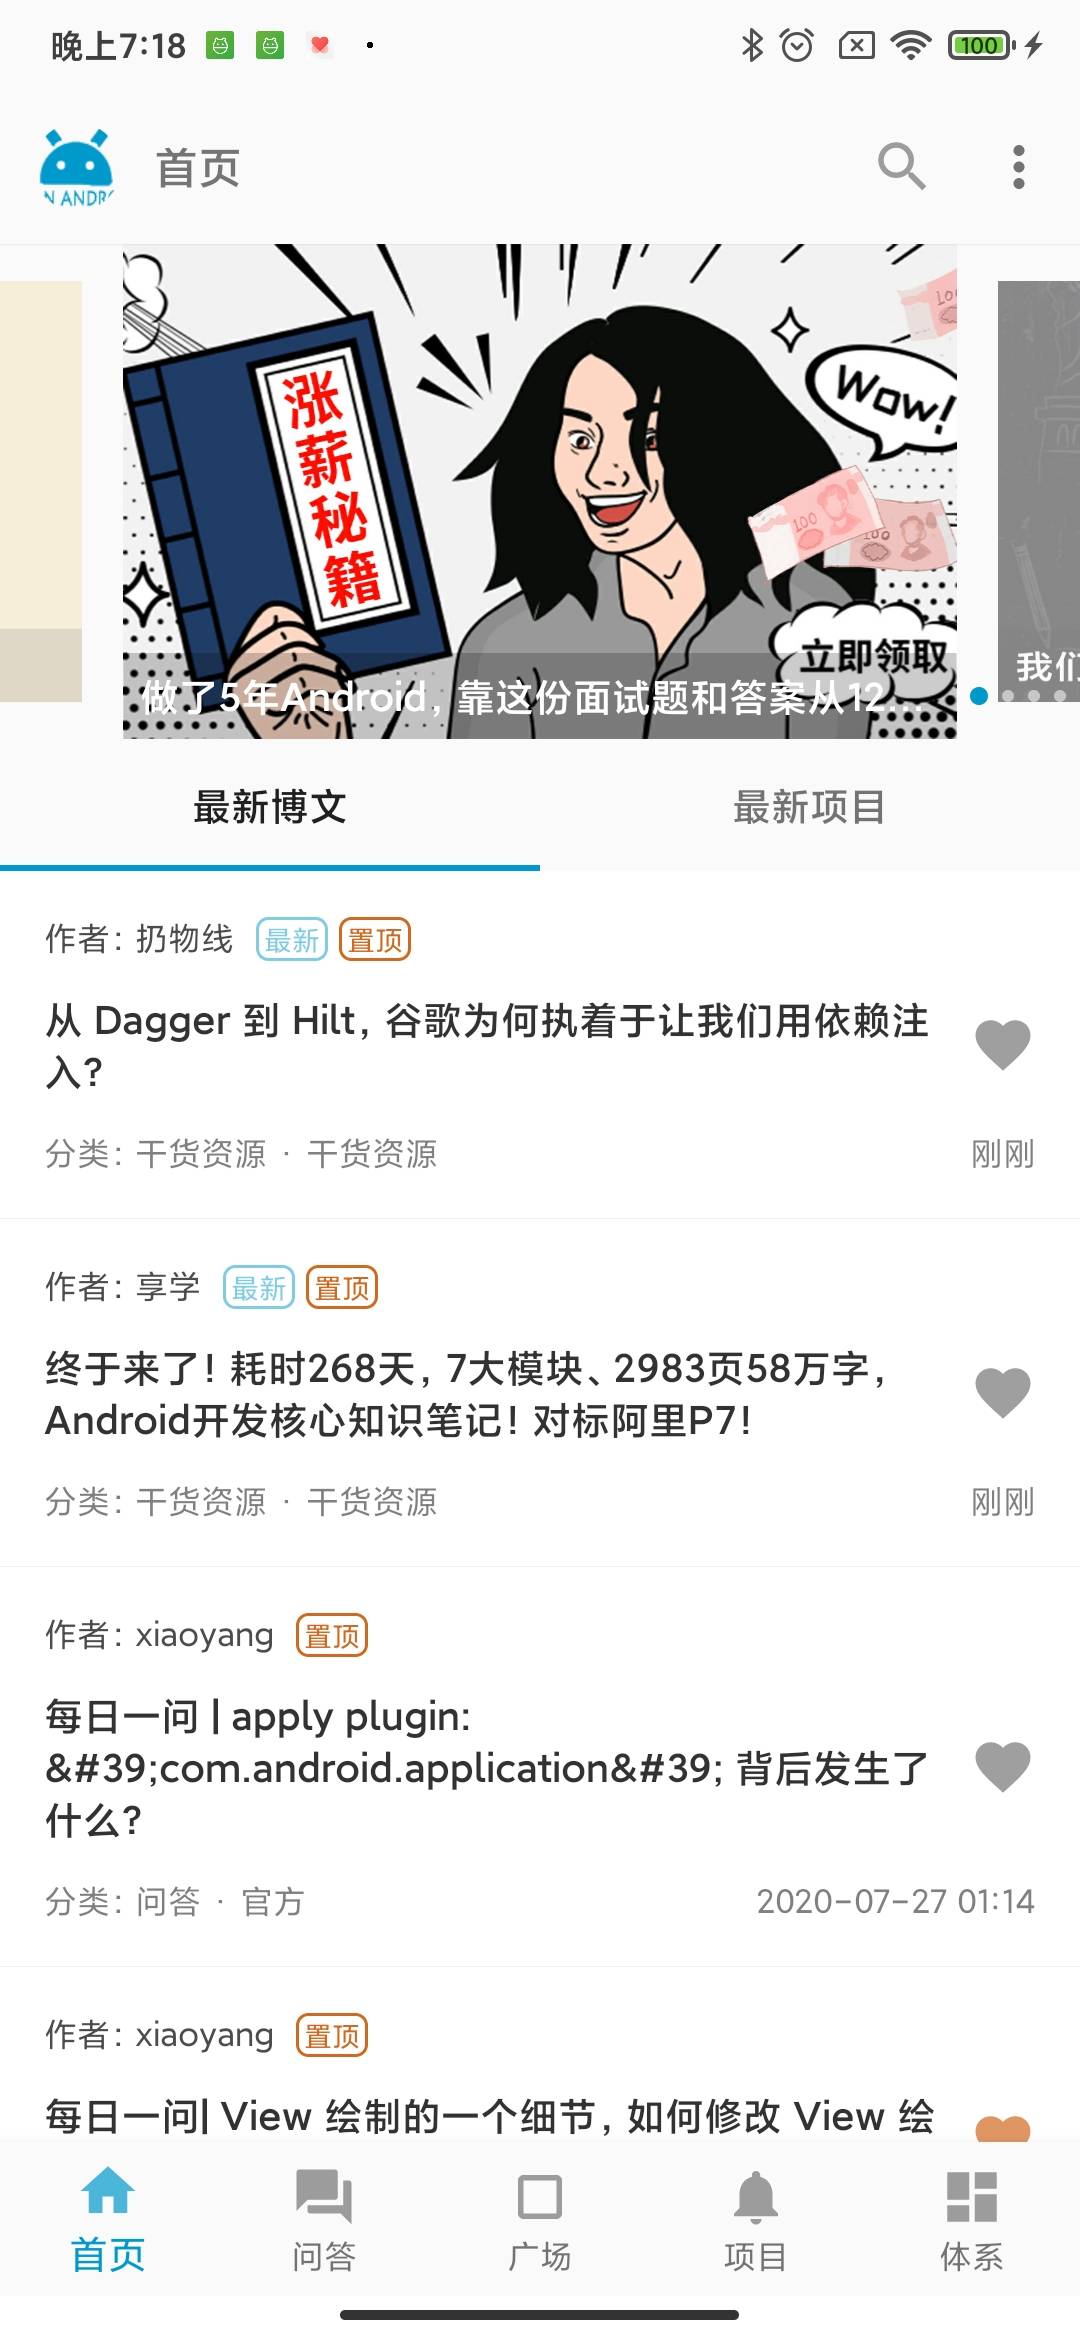 晚上7:18
100
N ANDR
首页
涨薪秘籍
Wow!
100
100
100
立即领取
做了5年Android，靠这份面试题和答案从12...
我们
最新博文
最新项目
作者：扔物线 最新 置顶
从 Dagger 到 Hilt，谷歌为何执着于让我们用依赖注
入？
分类：干货资源 · 干货资源
刚刚
作者：享学 最新 置顶
终于来了！耗时268天，7大模块、2983页58万字，
Android开发核心知识笔记！对标阿里P7！
分类：干货资源 · 干货资源
刚刚
作者：xiaoyang 置顶
每日一问 | apply plugin:
&#39;com.android.application&#39; 背后发生了
什么？
分类：问答 · 官方
2020-07-27 01:14
作者：xiaoyang 置顶
每日一问| View 绘制的一个细节，如何修改 View 绘
首页
问答
广场
项目
体系